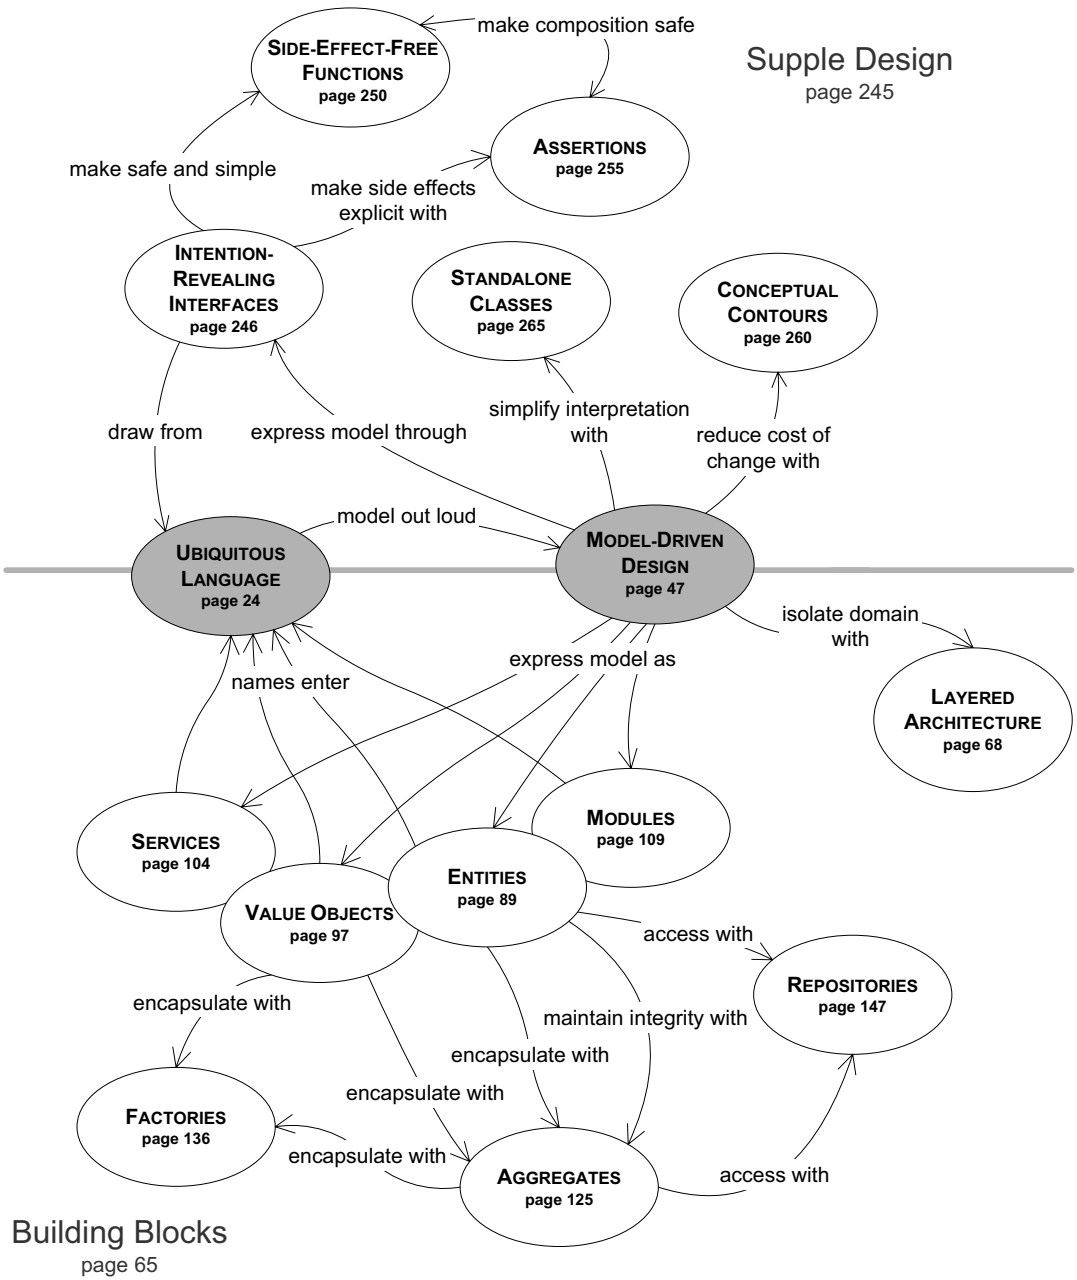 make composition safe
SIDE-EFFECT-FREE
FUNCTIONS
page 250
Supple Design
page 245
ASSERTIONS
page 255
make safe and simple
make side effects
explicit with
INTENTION-
REVEALING
INTERFACES
page 246
STANDALONE
CLASSES
page 265
CONCEPTUAL
CONTOURS
page 260
simplify interpretation
with
draw from
express model through
reduce cost of
change with
model out loud
UBIQUITOUS
LANGUAGE
page 24
MODEL-DRIVEN
DESIGN
page 47
isolate domain
with
express model as
names enter
LAYERED
ARCHITECTURE
page 68
SERVICES
page 104
MODULES
page 109
ENTITIES
page 89
VALUE OBJECTS
page 97
access with
REPOSITORIES
page 147
encapsulate with
maintain integrity with
encapsulate with
encapsulate with
FACTORIES
page 136
encapsulate with
AGGREGATES
page 125
access with
Building Blocks
page 65